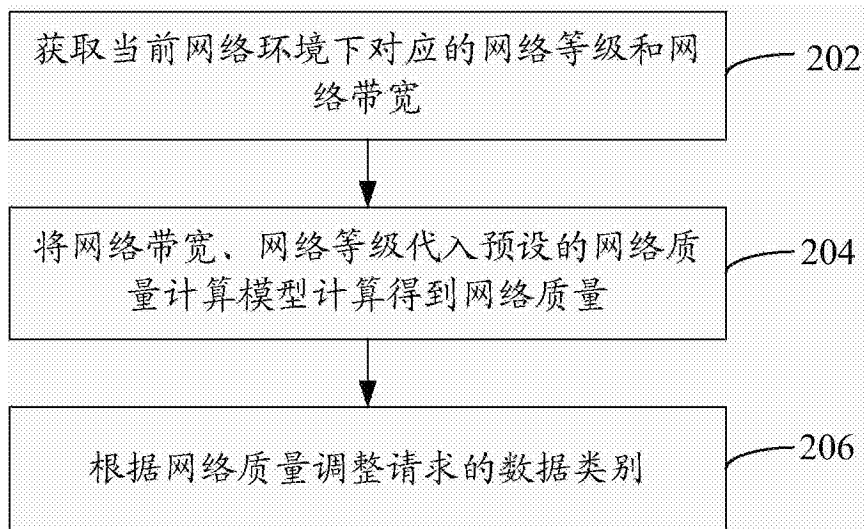 获取当前网络环境下对应的网络等级和网
络带宽
202
将网络带宽、网络等级代入预设的网络质
量计算模型计算得到网络质量
204
根据网络质量调整请求的数据类别
206